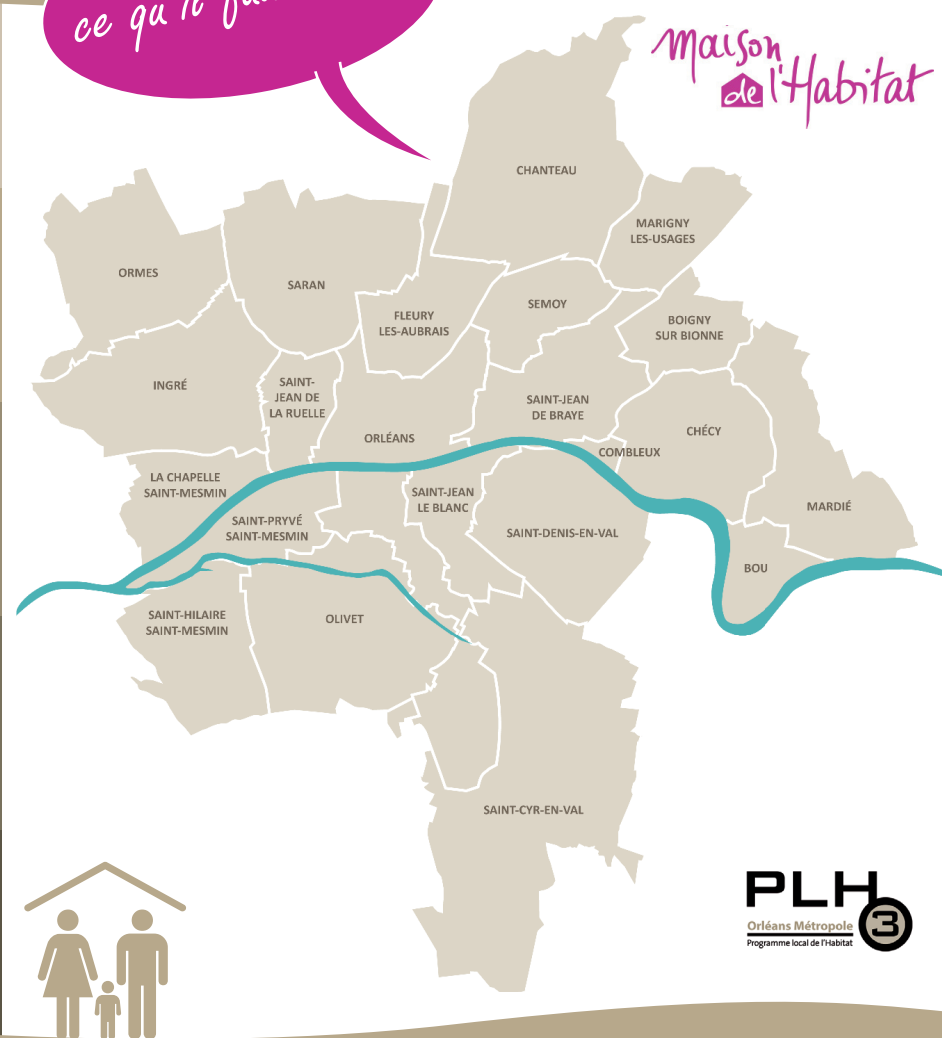 ce qu'il
Maison
de l'Habitat
CHANTEAU
MARIGNY
LES-USAGES
ORMES
SARAN
SEMOY
FLEURY
LES-AUBRAIS
BOIGNY
SUR BIONNE
INGRÉ
SAINT-
JEAN DE
LA RUELLE
SAINT-JEAN
DE BRAYE
CHÉCY
ORLÉANS
COMBLEUX
LA CHAPELLE
SAINT-MESMIN
SAINT-JEAN
LE BLANC
MARDIÉ
SAINT-PRYVÉ
SAINT-MESMIN
SAINT-DENIS-EN-VAL
BOU
SAINT-HILAIRE
SAINT-MESMIN
OLIVET
SAINT-CYR-EN-VAL
PLH
3
Orléans Métropole
Programme local de l'Habitat